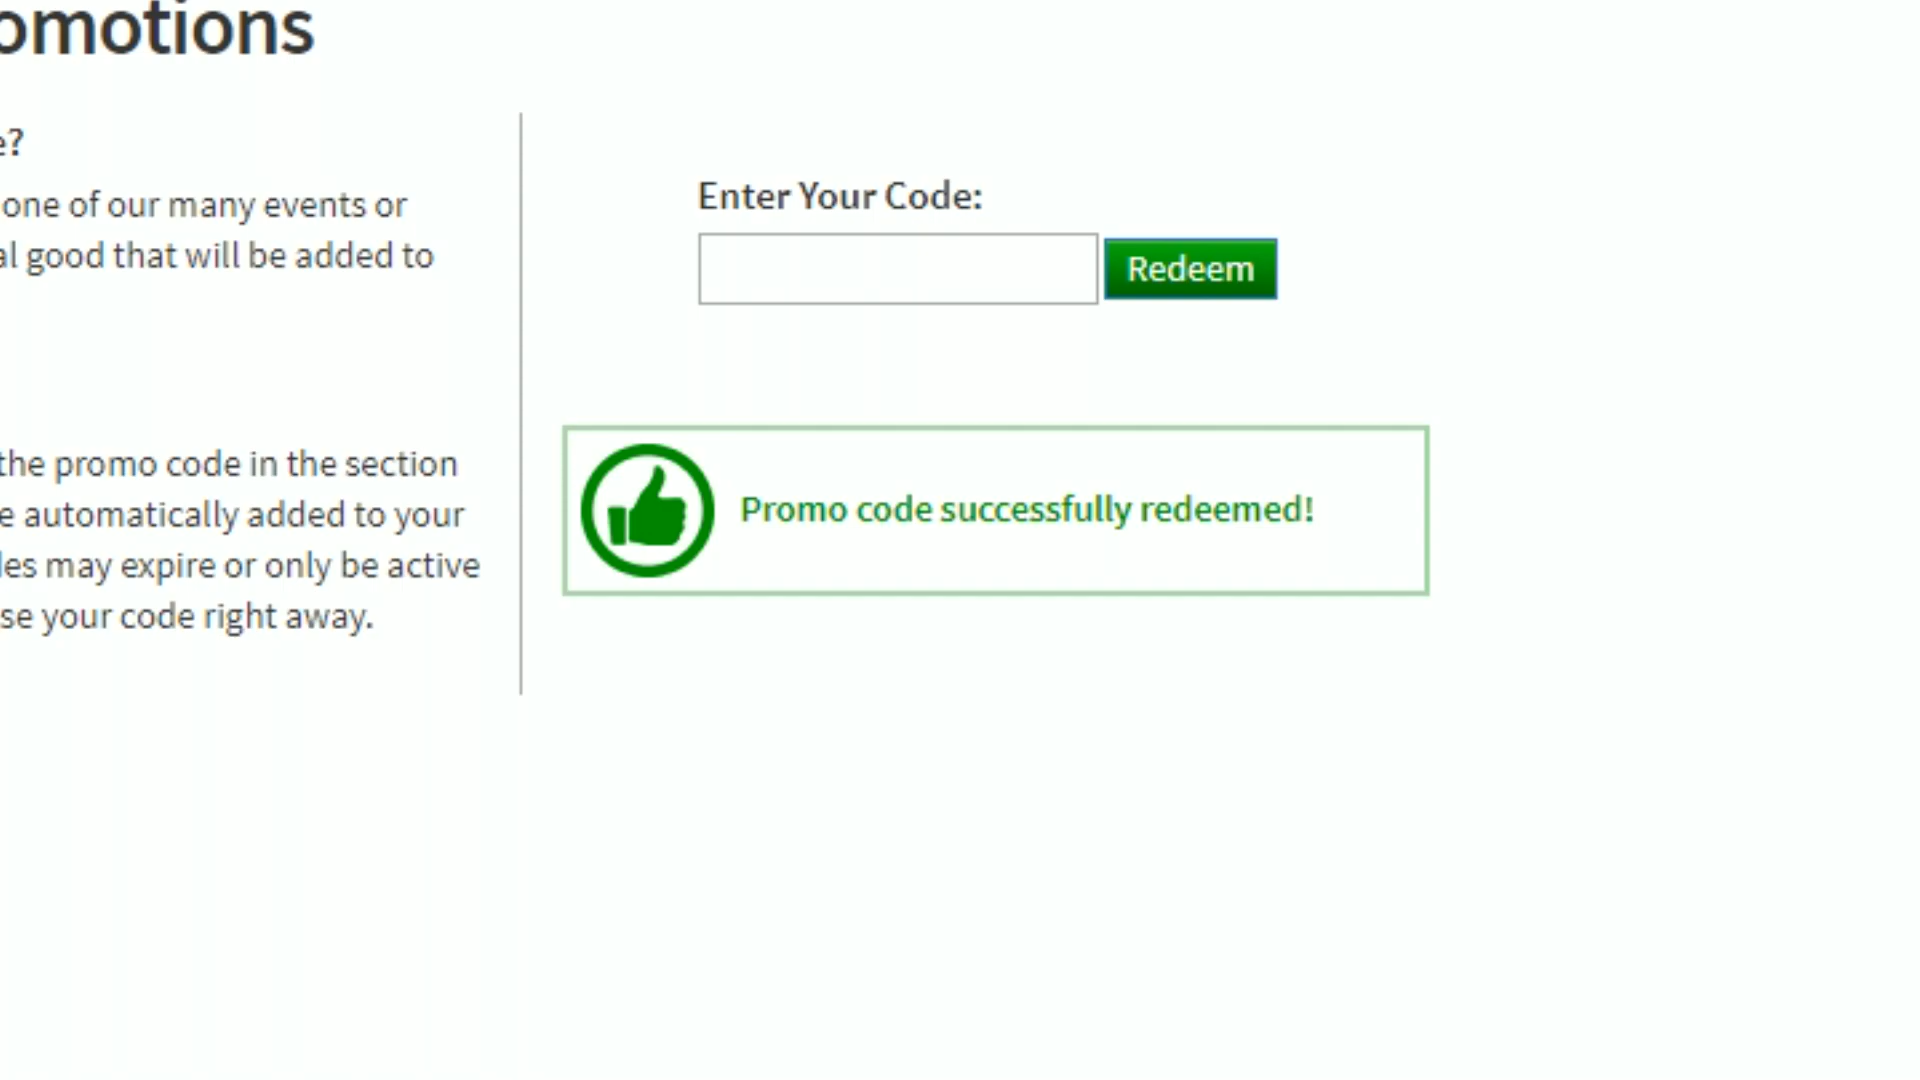 omotions
e?
one of our many events or
al good that will be added to
the promo code in the section
e automatically added to your
des may expire or only be active
se your code right away.
Enter Your Code:
Redeem
Promo code successfully redeemed!